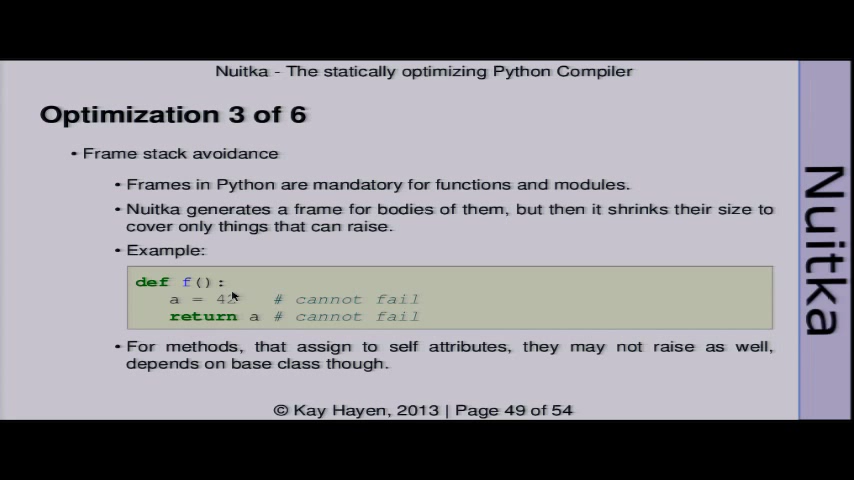 Nuitka - The statically optimizing Python Compiler
Optimization 3 of 6
• Frame stack avoidance
• Frames in Python are mandatory for functions and modules.
• Nuitka generates a frame for bodies of them, but then it shrinks their size to
cover only things that can raise.
• Example:
def f():
a = 42 # cannot fail
return a # cannot fail
• For methods, that assign to self attributes, they may not raise as well,
depends on base class though.
© Kay Hayen, 2013 | Page 49 of 54
Nuitka